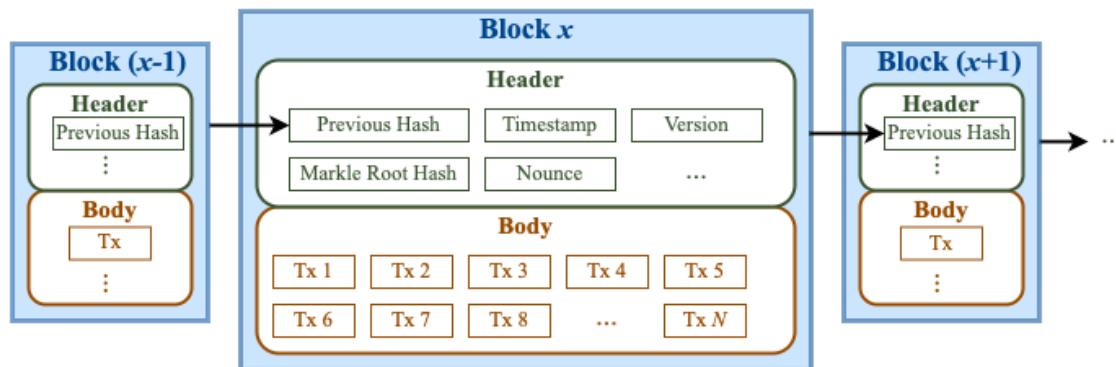 Block (x-1)
Header
Previous Hash
⋮
Body
Tx
⋮
Block x
Header
Previous Hash Timestamp Version
Markle Root Hash Nounce ...
Body
Tx 1 Tx 2 Tx 3 Tx 4 Tx 5
Tx 6 Tx 7 Tx 8 ... Tx N
Block (x+1)
Header
Previous Hash
⋮
Body
Tx
⋮
..